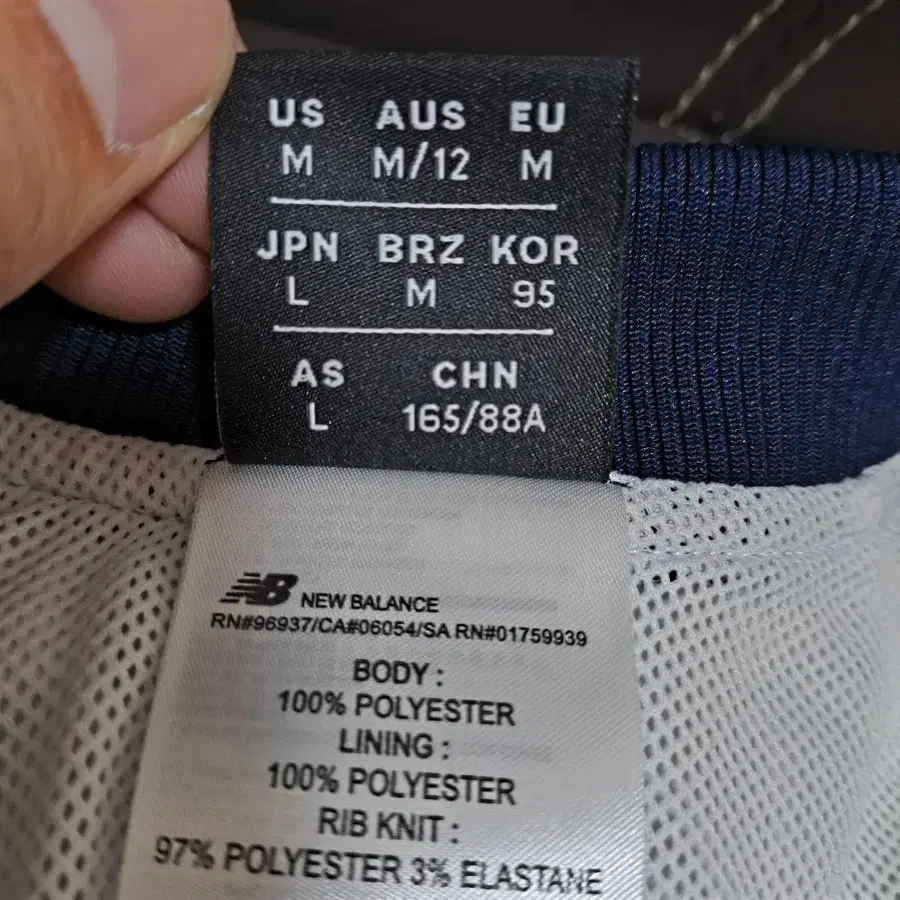 US AUS EU
M M/12 M
JPN BRZ KOR
L M 95
AS CHN
L 165/88A
NB NEW BALANCE
RN#96937/CA#06054/SA RN#01759939
BODY :
100% POLYESTER
LINING :
100% POLYESTER
RIB KNIT :
97% POLYESTER 3% ELASTANE